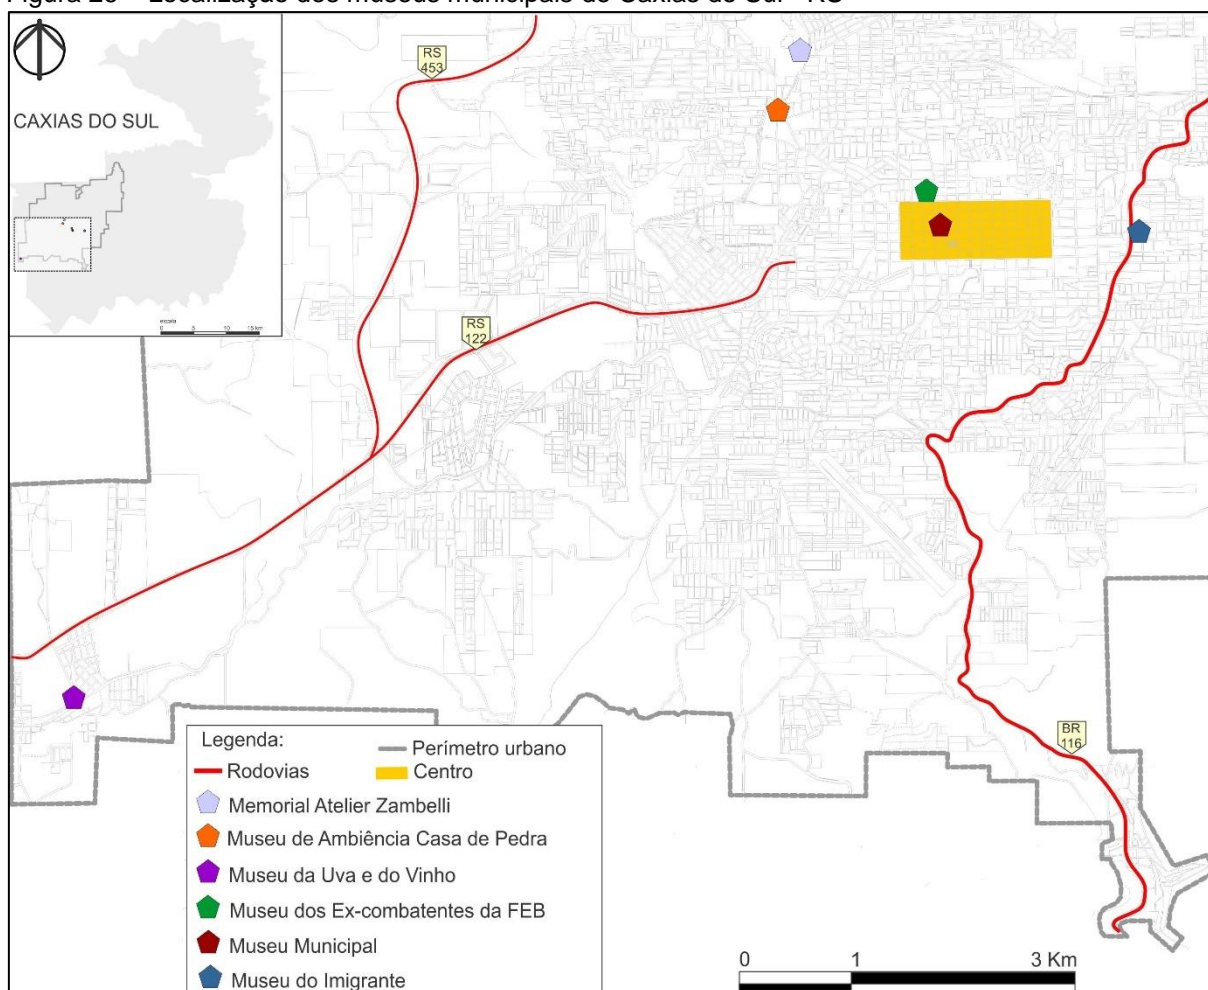 Figura 20 – Localização dos museus municipais de Caxias do Sul - RS
CAXIAS DO SUL
escala
0 5 10 15 km
RS
453
RS
122
BR
116
Legenda:
Rodovias
Perímetro urbano
Centro
Memorial Atelier Zambelli
Museu de Ambiência Casa de Pedra
Museu da Uva e do Vinho
Museu dos Ex-combatentes da FEB
Museu Municipal
Museu do Imigrante
0 1 3 Km